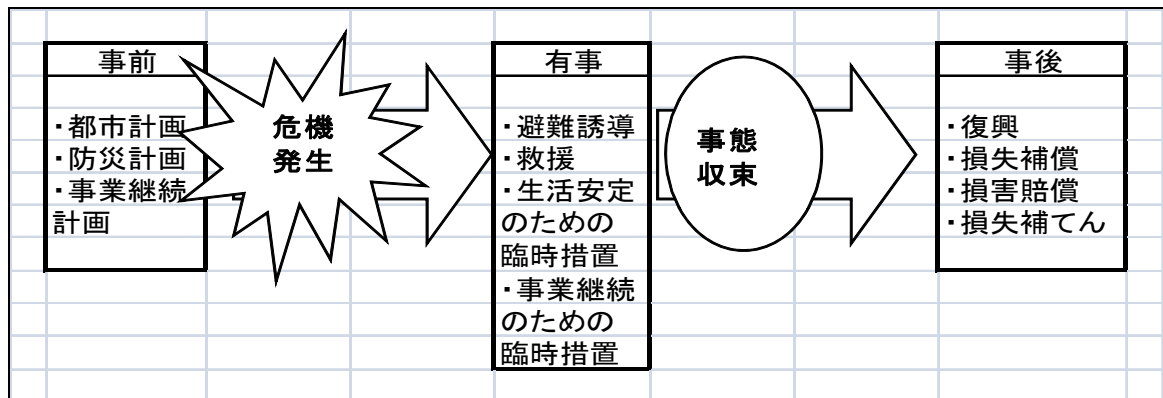 事前
・都市計画
・防災計画
・事業継続
計画
危機
発生
有事
・避難誘導
・救援
・生活安定
のための
臨時措置
・事業継続
のための
臨時措置
事態
収束
事後
・復興
・損失補償
・損害賠償
・損失補てん